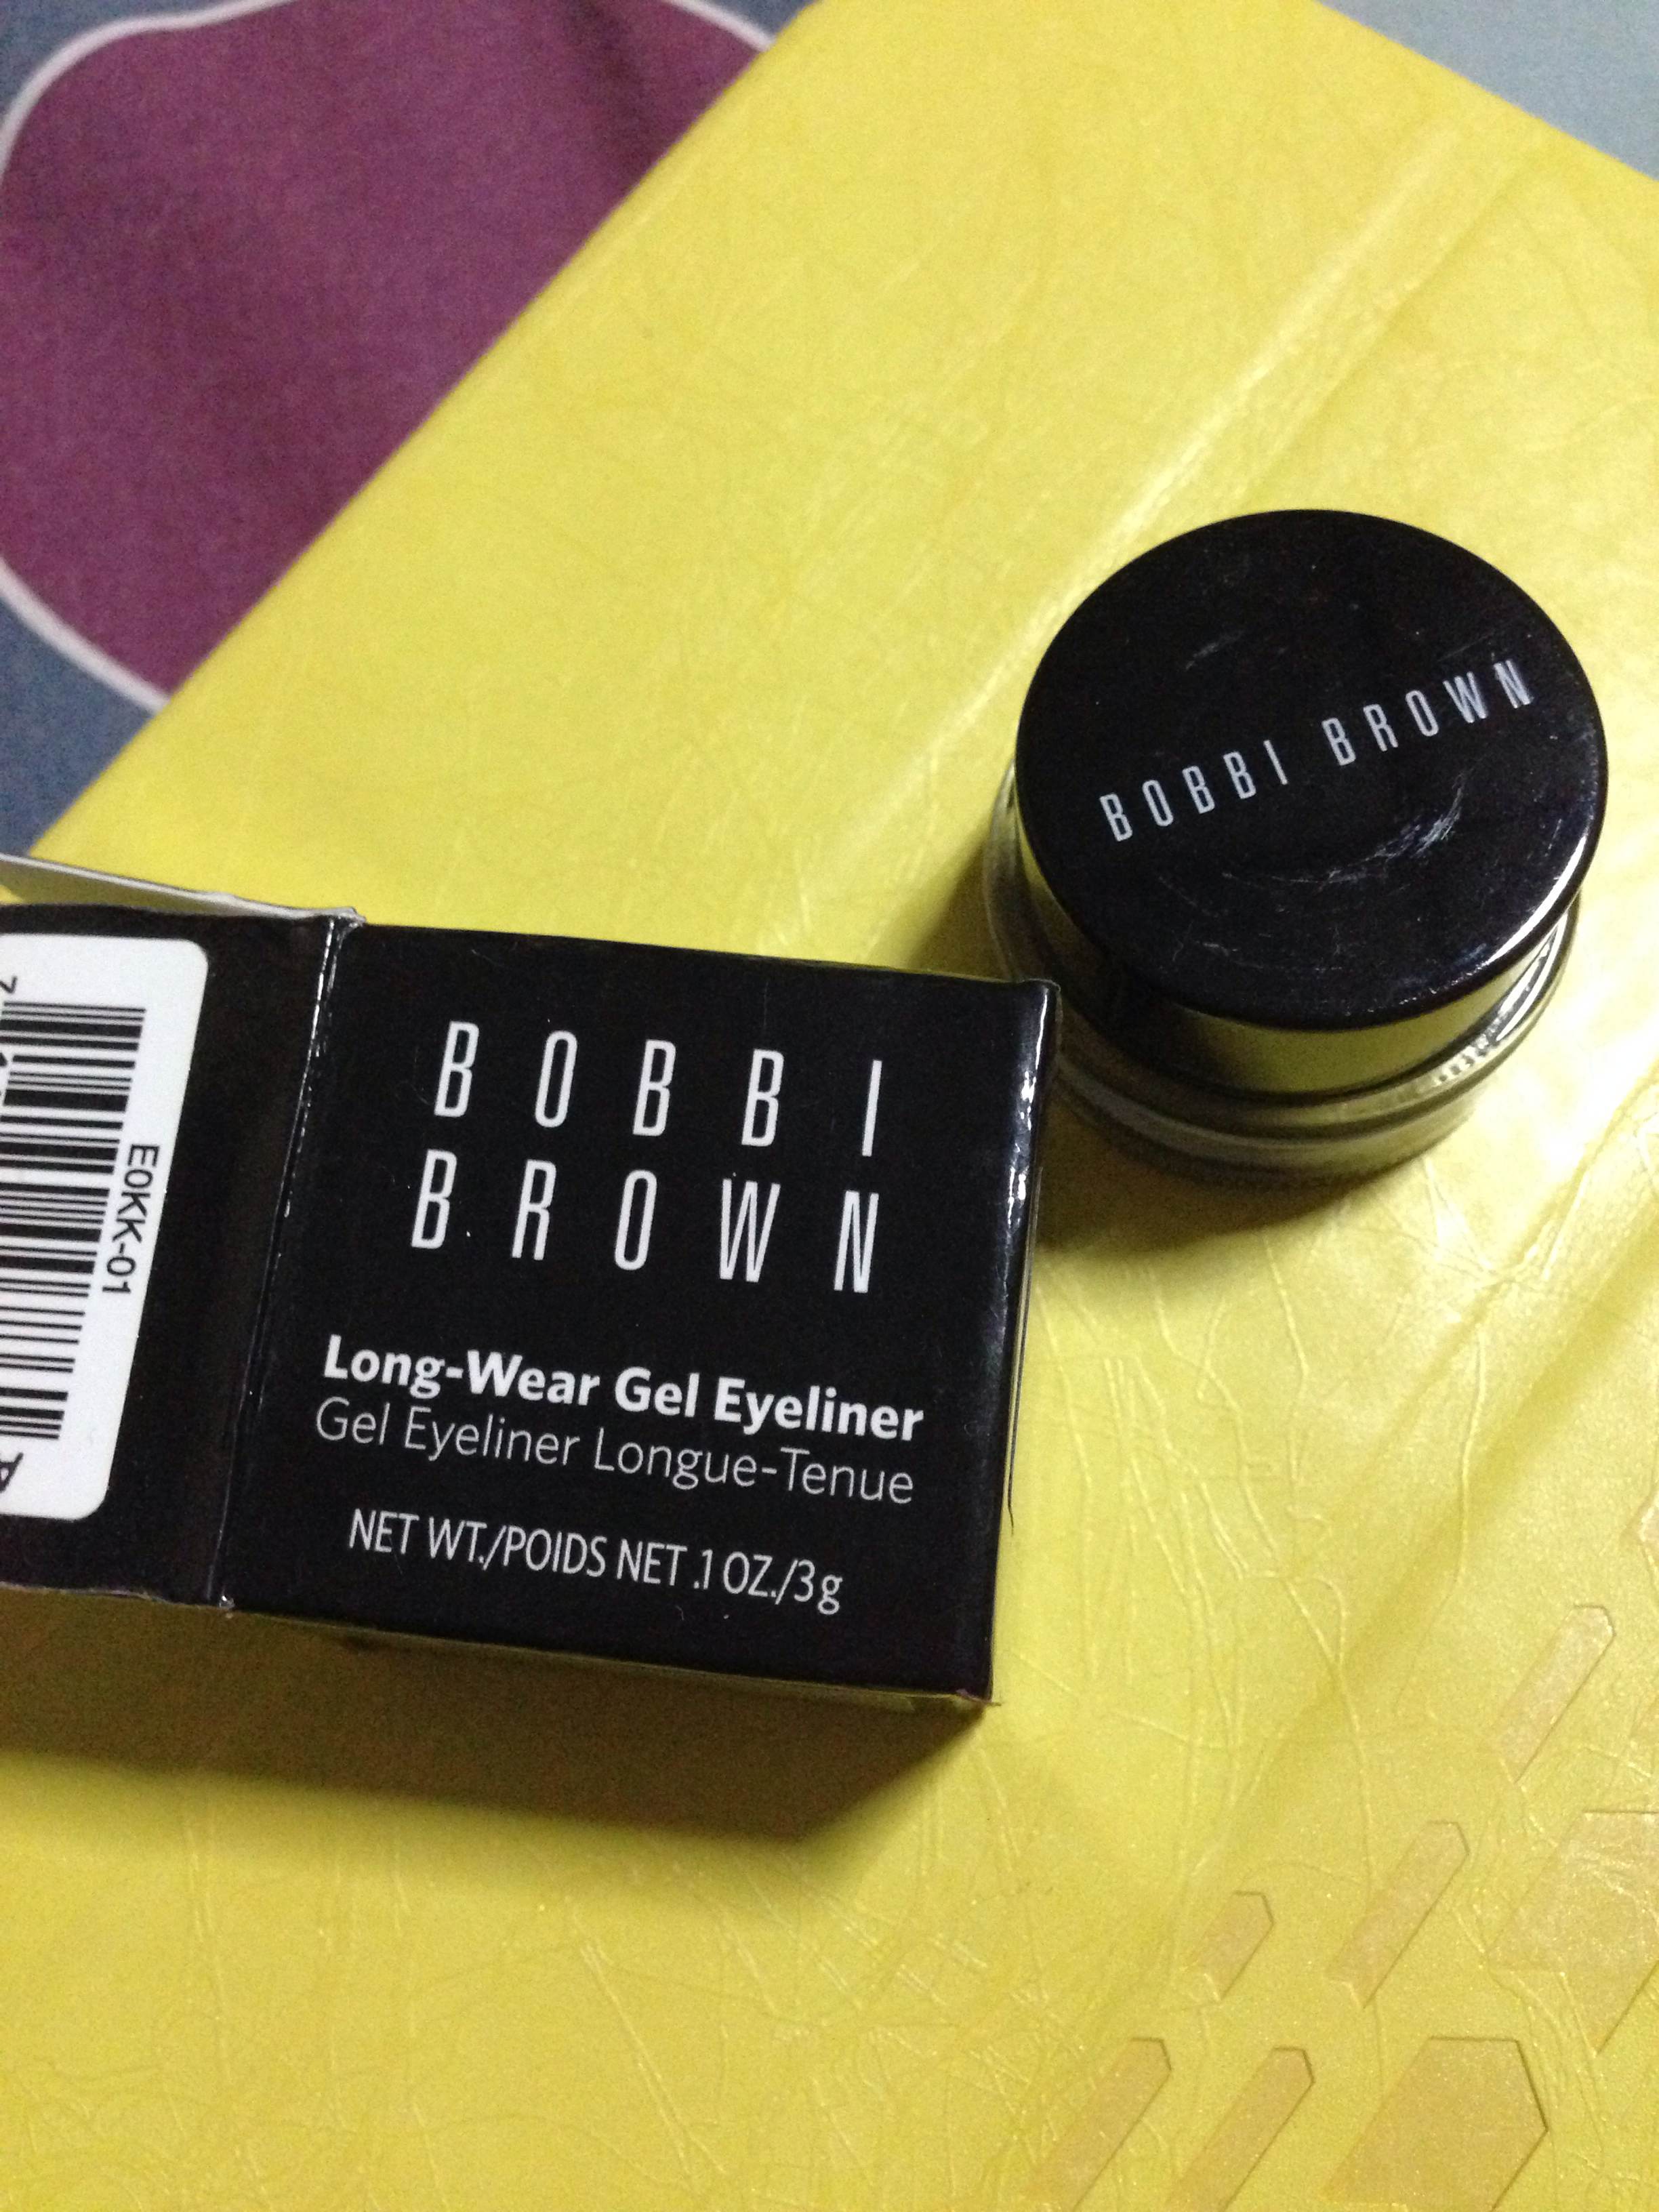 BOBBI BROWN
BOBBI
BROWN
Long-Wear Gel Eyeliner
Gel Eyeliner Longue-Tenue
NET WT./POIDS NET .1 OZ./3g
E0KK-01